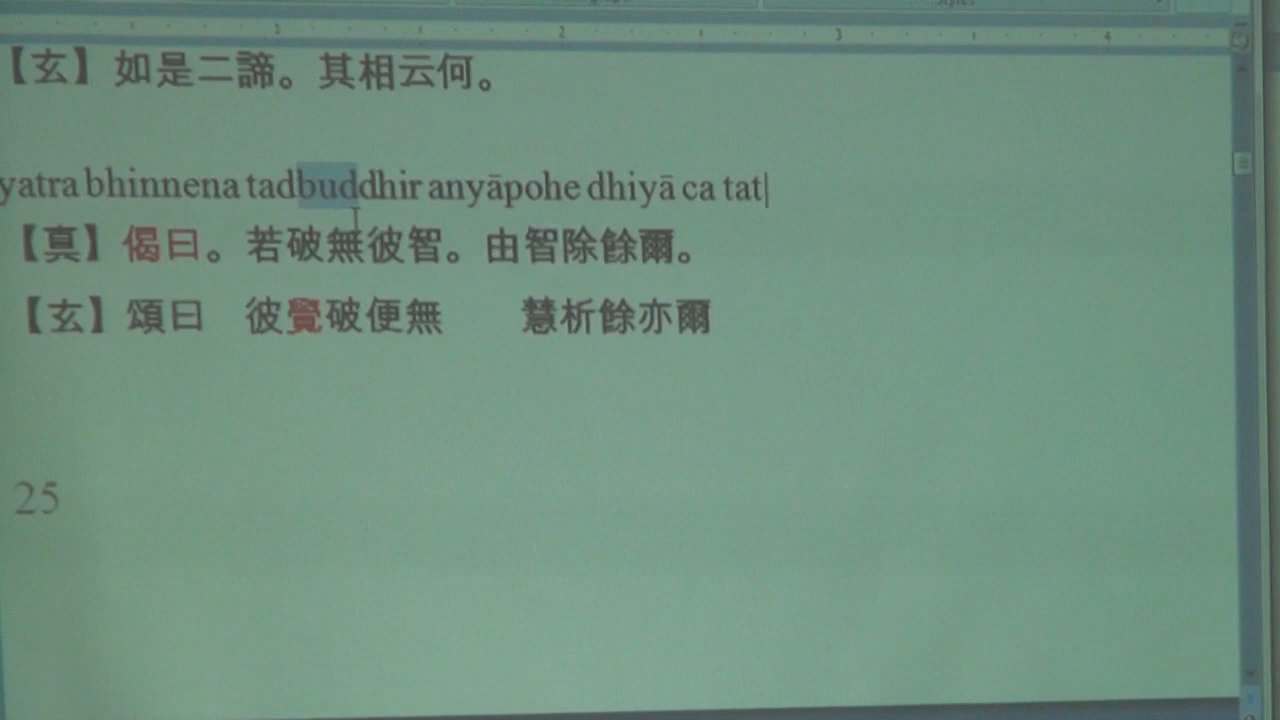 【玄】如是二諦。其相云何。
yatra bhinnena tadbuddhir anyāpohe dhiyā ca tat|
【真】偈曰。若破無彼智。由智除餘爾。
【玄】頌曰 彼覺破便無 慧析餘亦爾
25